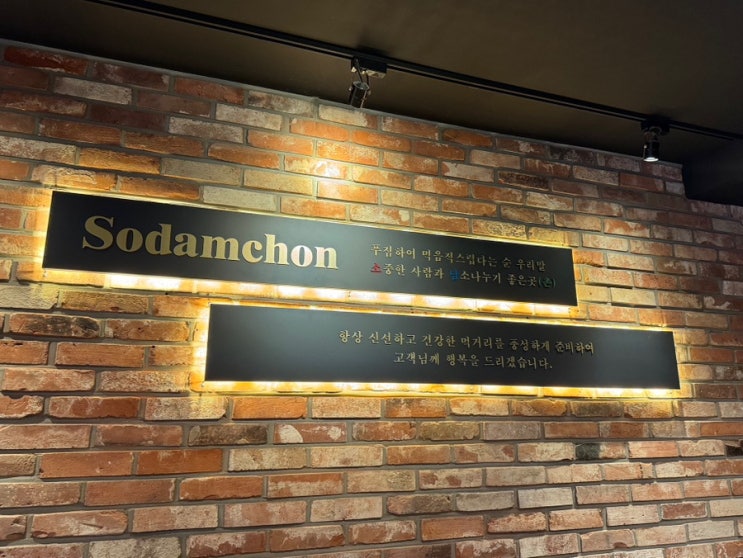 Sodamchon
푸짐하여 먹음직스럽다는 순 우리말
소중한 사람과 담소나누기 좋은곳(촌)
항상 신선하고 건강한 먹거리를 풍성하게 준비하여
고객님께 행복을 드리겠습니다.